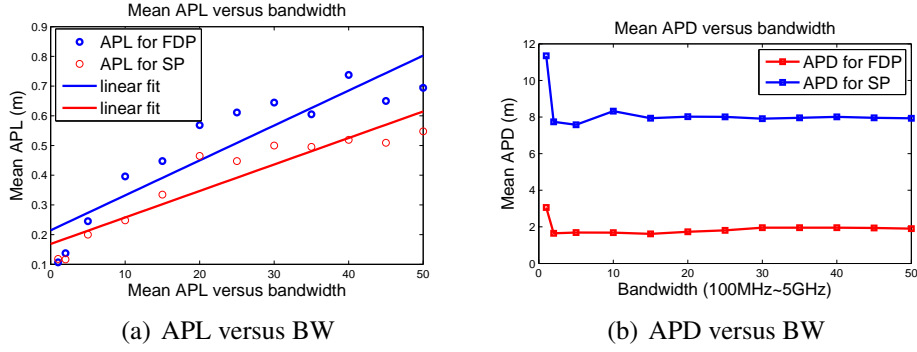 Mean APL versus bandwidth
0.9
0.8
0.7
0.6
0.5
0.4
0.3
0.2
0.1
Mean APL (m)
APL for FDP
APL for SP
linear fit
linear fit
0 10 20 30 40 50
Mean APL versus bandwidth
(a) APL versus BW
Mean APD versus bandwidth
12
10
8
6
4
2
0
Mean APD (m)
APD for FDP
APD for SP
0 10 20 30 40 50
Bandwidth (100MHz~5GHz)
(b) APD versus BW